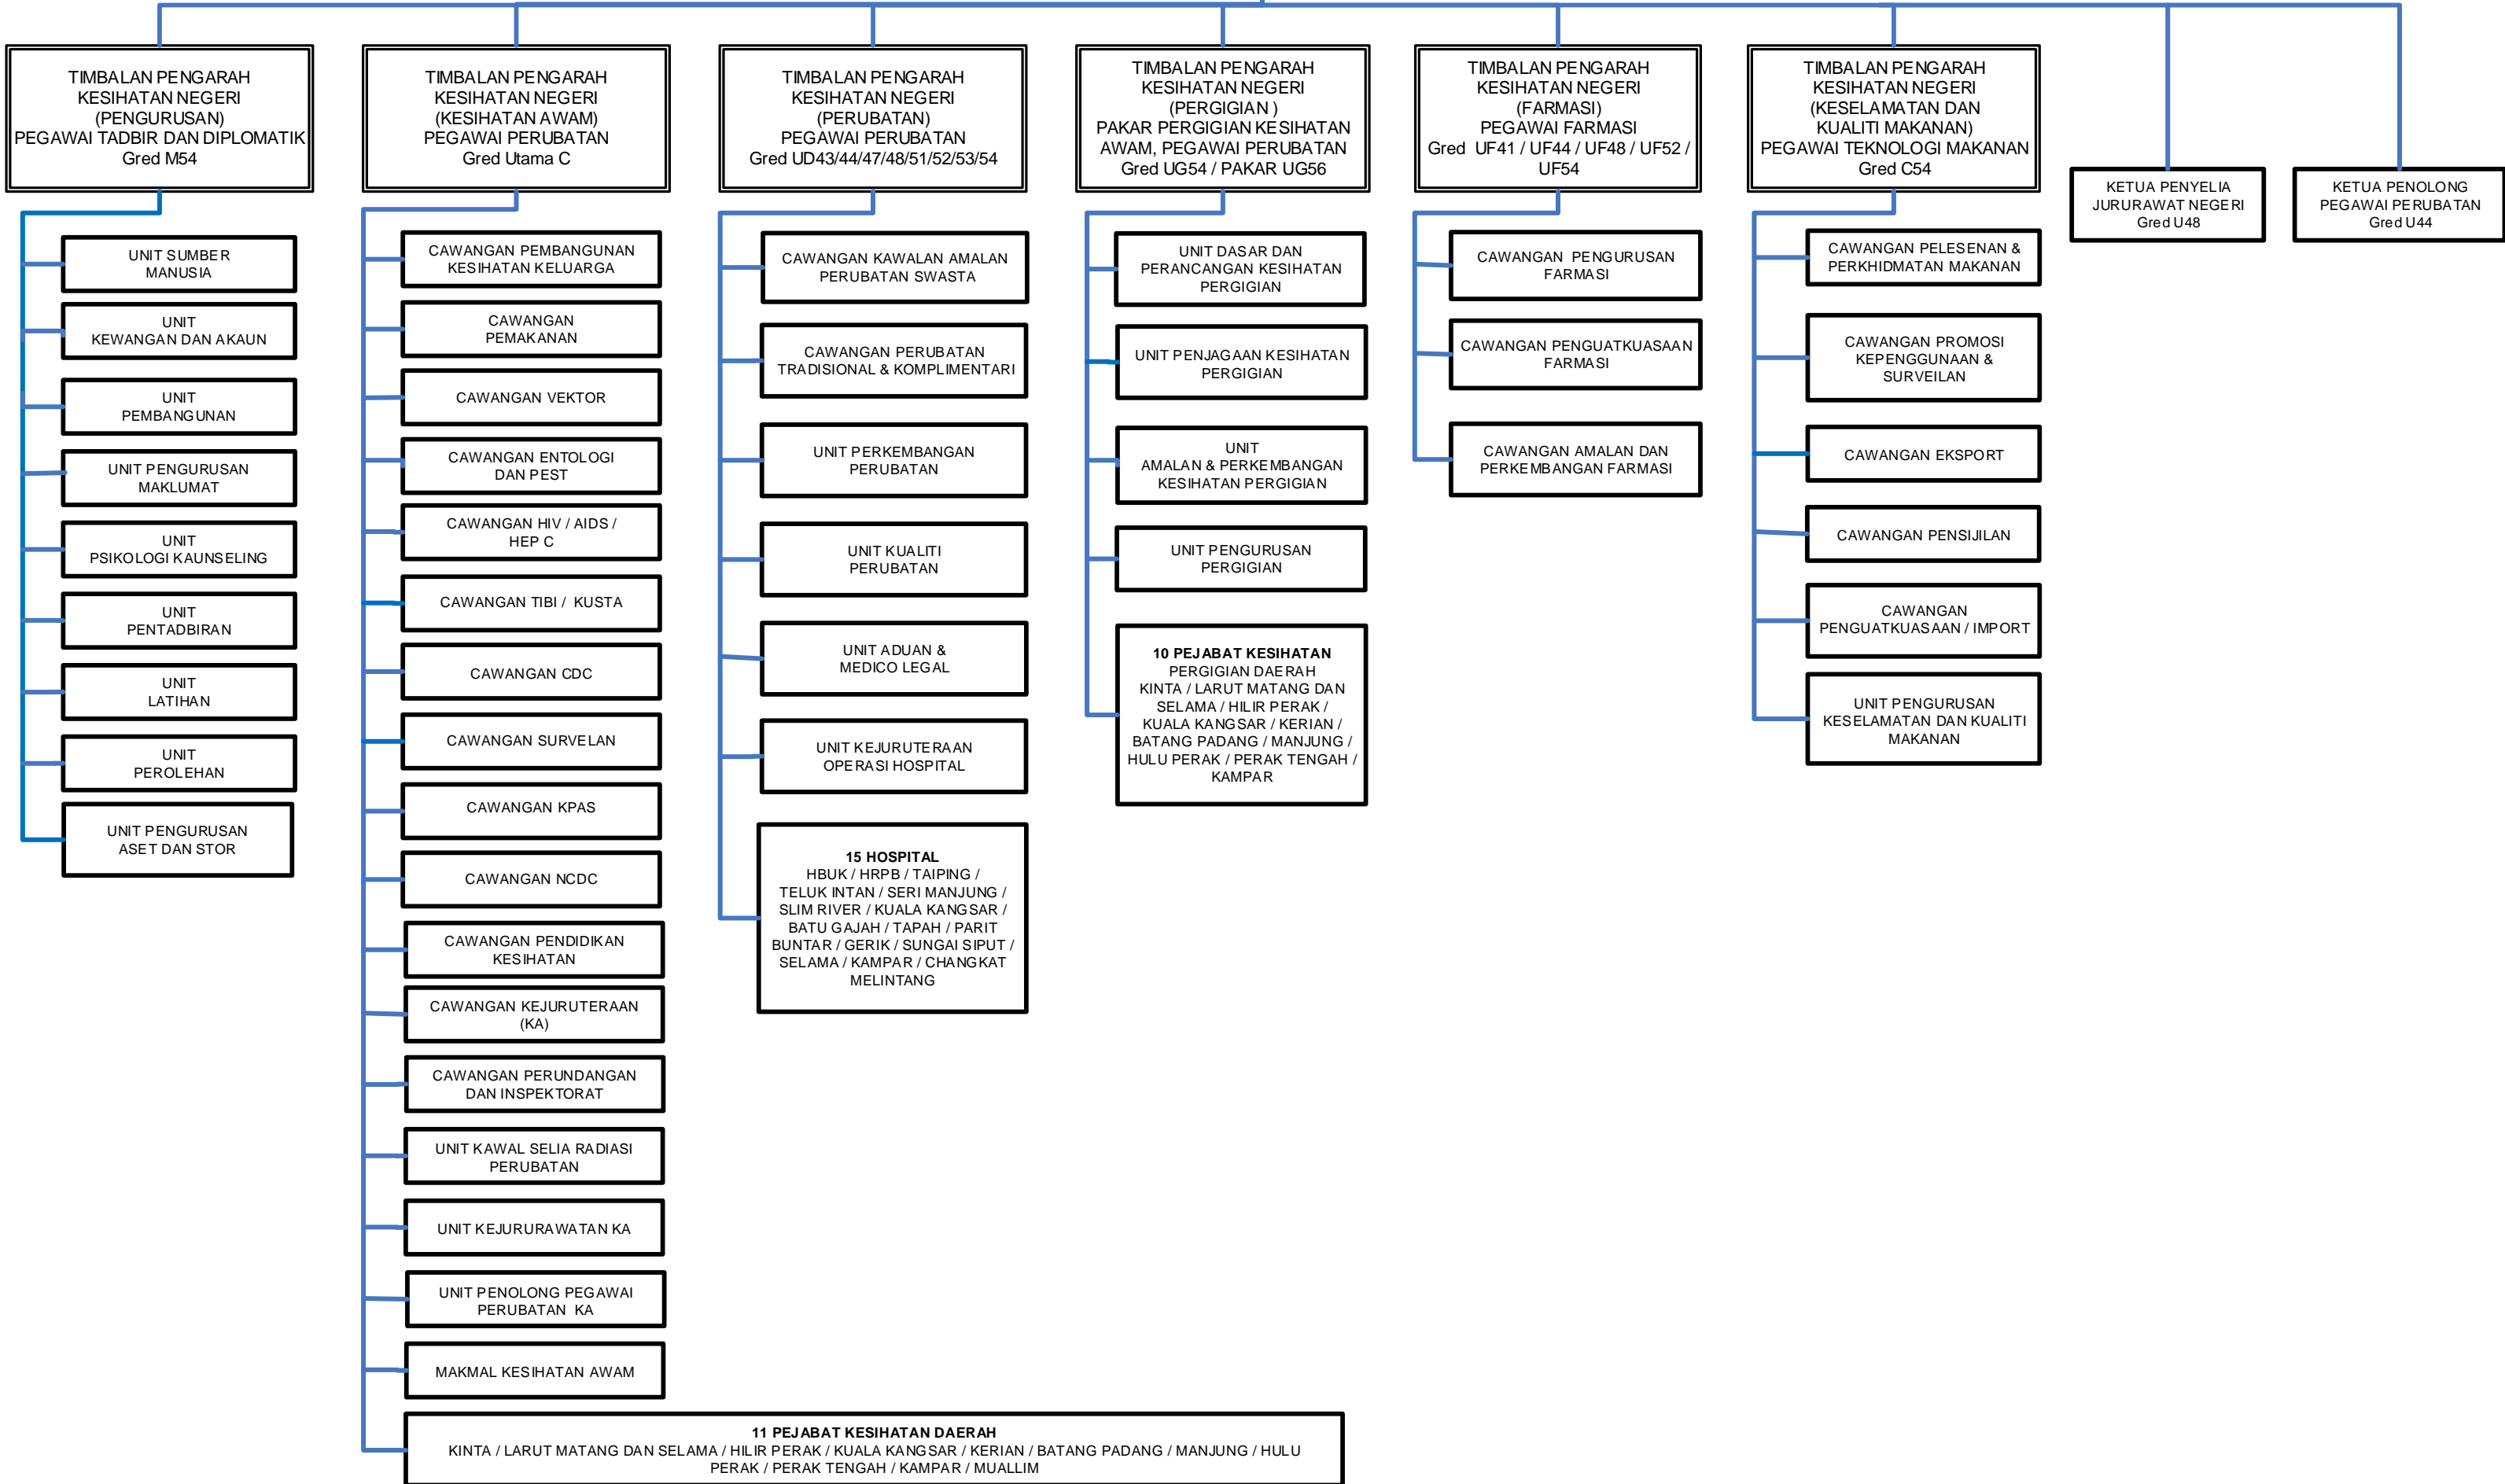 TIMBALAN PENGARAH
KESIHATAN NEGERI
(PENGURUSAN)
PEGAWAI TADBIR DAN DIPLOMATIK
Gred M54
UNIT SUMBER
MANUSIA
UNIT
KEWANGAN DAN AKAUN
UNIT
PEMBANGUNAN
UNIT PENGURUSAN
MAKLUMAT
UNIT
PSIKOLOGI KAUNSELING
UNIT
PENTADBIRAN
UNIT
LATIHAN
UNIT
PEROLEHAN
UNIT PENGURUSAN
ASET DAN STOR
TIMBALAN PENGARAH
KESIHATAN NEGERI
(KESIHATAN AWAM)
PEGAWAI PERUBATAN
Gred Utama C
CAWANGAN PEMBANGUNAN
KESIHATAN KELUARGA
CAWANGAN
PEMAKANAN
CAWANGAN VEKTOR
CAWANGAN ENTOLOGI
DAN PEST
CAWANGAN HIV / AIDS /
HEP C
CAWANGAN TIBI / KUSTA
CAWANGAN CDC
CAWANGAN SURVELAN
CAWANGAN KPAS
CAWANGAN NCDC
CAWANGAN PENDIDIKAN
KESIHATAN
CAWANGAN KEJURUTERAAN
(KA)
CAWANGAN PERUNDANGAN
DAN INSPEKTORAT
UNIT KAWAL SELIA RADIASI
PERUBATAN
UNIT KEJURURAWATAN KA
UNIT PENOLONG PEGAWAI
PERUBATAN KA
MAKMAL KESIHATAN AWAM
11 PEJABAT KESIHATAN DAERAH
KINTA / LARUT MATANG DAN SELAMA / HILIR PERAK / KUALA KANGSAR / KERIAN / BATANG PADANG / MANJUNG / HULU
PERAK / PERAK TENGAH / KAMPAR / MUALLIM
TIMBALAN PENGARAH
KESIHATAN NEGERI
(PERUBATAN)
PEGAWAI PERUBATAN
Gred UD43/44/47/48/51/52/53/54
CAWANGAN KAWALAN AMALAN
PERUBATAN SWASTA
CAWANGAN PERUBATAN
TRADISIONAL & KOMPLIMENTARI
UNIT PERKEMBANGAN
PERUBATAN
UNIT KUALITI
PERUBATAN
UNIT ADUAN &
MEDICO LEGAL
UNIT KEJURUTERAAN
OPERASI HOSPITAL
15 HOSPITAL
HBUK / HRPB / TAIPING /
TELUK INTAN / SERI MANJUNG /
SLIM RIVER / KUALA KANGSAR /
BATU GAJAH / TAPAH / PARIT
BUNTAR / GERIK / SUNGAI SIPUT /
SELAMA / KAMPAR / CHANGKAT
MELINTANG
TIMBALAN PENGARAH
KESIHATAN NEGERI
(PERGIGIAN )
PAKAR PERGIGIAN KESIHATAN
AWAM, PEGAWAI PERUBATAN
Gred UG54 / PAKAR UG56
UNIT DASAR DAN
PERANCANGAN KESIHATAN
PERGIGIAN
UNIT PENJAGAAN KESIHATAN
PERGIGIAN
UNIT
AMALAN & PERKEMBANGAN
KESIHATAN PERGIGIAN
UNIT PENGURUSAN
PERGIGIAN
10 PEJABAT KESIHATAN
PERGIGIAN DAERAH
KINTA / LARUT MATANG DAN
SELAMA / HILIR PERAK /
KUALA KANGSAR / KERIAN /
BATANG PADANG / MANJUNG /
HULU PERAK / PERAK TENGAH /
KAMPAR
TIMBALAN PENGARAH
KESIHATAN NEGERI
(FARMASI)
PEGAWAI FARMASI
Gred UF41 / UF44 / UF48 / UF52 /
UF54
CAWANGAN PENGURUSAN
FARMASI
CAWANGAN PENGUATKUASAAN
FARMASI
CAWANGAN AMALAN DAN
PERKEMBANGAN FARMASI
TIMBALAN PENGARAH
KESIHATAN NEGERI
(KESELAMATAN DAN
KUALITI MAKANAN)
PEGAWAI TEKNOLOGI MAKANAN
Gred C54
CAWANGAN PELESENAN &
PERKHIDMATAN MAKANAN
CAWANGAN PROMOSI
KEPENGGUNAAN &
SURVEILAN
CAWANGAN EKSPORT
CAWANGAN PENSIJILAN
CAWANGAN
PENGUATKUASAAN / IMPORT
UNIT PENGURUSAN
KESELAMATAN DAN KUALITI
MAKANAN
KETUA PENYELIA
JURURAWAT NEGERI
Gred U48
KETUA PENOLONG
PEGAWAI PERUBATAN
Gred U44